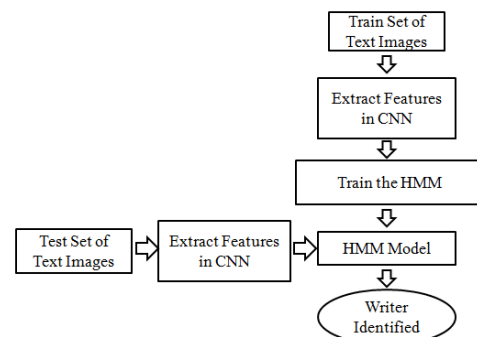 Train Set of
Text Images
Extract Features
in CNN
Train the HMM
Test Set of
Text Images
Extract Features
in CNN
HMM Model
Writer
Identified